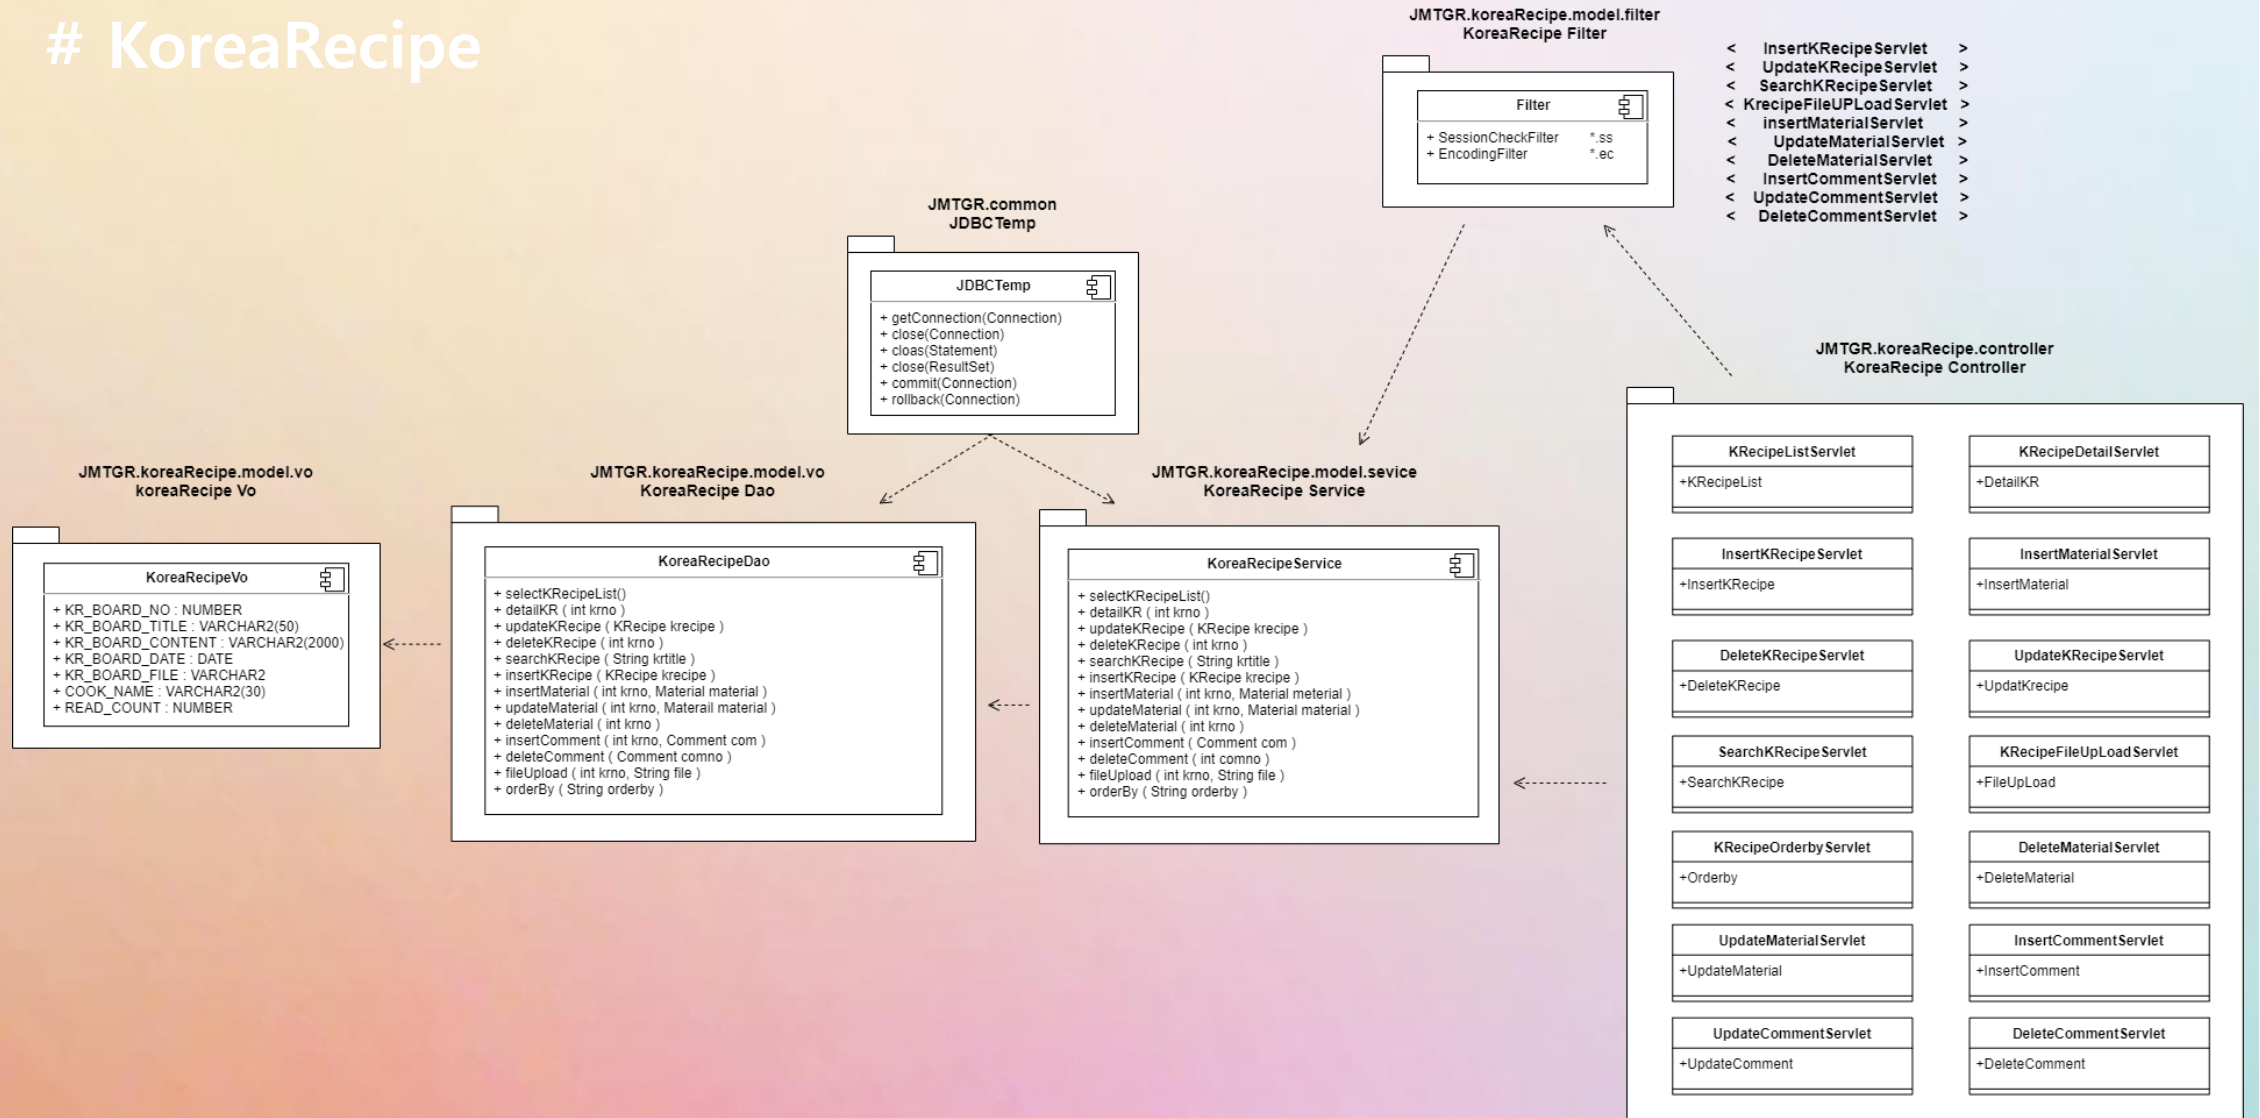 # KoreaRecipe
JMTGR.koreaRecipe.model.filter
KoreaRecipe Filter
Filter
+ SessionCheckFilter *.ss
+ EncodingFilter *.ec
< InsertKRecipeServlet >
< UpdateKRecipeServlet >
< SearchKRecipeServlet >
< KrecipeFileUPLoadServlet >
< insertMaterialServlet >
< UpdateMaterialServlet >
< DeleteMaterialServlet >
< InsertCommentServlet >
< UpdateCommentServlet >
< DeleteCommentServlet >
JMTGR.common
JDBCTemp
JDBCTemp
+ getConnection(Connection)
+ close(Connection)
+ cloas(Statement)
+ close(ResultSet)
+ commit(Connection)
+ rollback(Connection)
JMTGR.koreaRecipe.model.vo
koreaRecipe Vo
KoreaRecipeVo
+ KR_BOARD_NO : NUMBER
+ KR_BOARD_TITLE : VARCHAR2(50)
+ KR_BOARD_CONTENT : VARCHAR2(2000)
+ KR_BOARD_DATE : DATE
+ KR_BOARD_FILE : VARCHAR2
+ COOK_NAME : VARCHAR2(30)
+ READ_COUNT : NUMBER
JMTGR.koreaRecipe.model.vo
KoreaRecipe Dao
KoreaRecipeDao
+ selectKRecipeList()
+ detailKR ( int krno )
+ updateKRecipe ( KRecipe krecipe )
+ deleteKRecipe ( int krno )
+ searchKRecipe ( String krtitle )
+ insertKRecipe ( KRecipe krecipe )
+ insertMaterial ( int krno, Material material )
+ updateMaterial ( int krno, Materail material )
+ deleteMaterial ( int krno )
+ insertComment ( int krno, Comment com )
+ deleteComment ( Comment comno )
+ fileUpload ( int krno, String file )
+ orderBy ( String orderby )
JMTGR.koreaRecipe.model.sevice
KoreaRecipe Service
KoreaRecipeService
+ selectKRecipeList()
+ detailKR ( int krno )
+ updateKRecipe ( KRecipe krecipe )
+ deleteKRecipe ( int krno )
+ searchKRecipe ( String krtitle )
+ insertKRecipe ( KRecipe krecipe )
+ insertMaterial ( int krno, Material meterial )
+ updateMaterial ( int krno, Material material )
+ deleteMaterial ( int krno )
+ insertComment ( Comment com )
+ deleteComment ( int comno )
+ fileUpload ( int krno, String file )
+ orderBy ( String orderby )
JMTGR.koreaRecipe.controller
KoreaRecipe Controller
KRecipeListServlet
+KRecipeList
KRecipeDetailServlet
+DetailKR
InsertKRecipeServlet
+InsertKRecipe
InsertMaterialServlet
+InsertMaterial
DeleteKRecipeServlet
+DeleteKRecipe
UpdateKRecipeServlet
+UpdatKrecipe
SearchKRecipeServlet
+SearchKRecipe
KRecipeFileUpLoadServlet
+FileUpLoad
KRecipeOrderbyServlet
+Orderby
DeleteMaterialServlet
+DeleteMaterial
UpdateMaterialServlet
+UpdateMaterial
InsertCommentServlet
+InsertComment
UpdateCommentServlet
+UpdateComment
DeleteCommentServlet
+DeleteComment